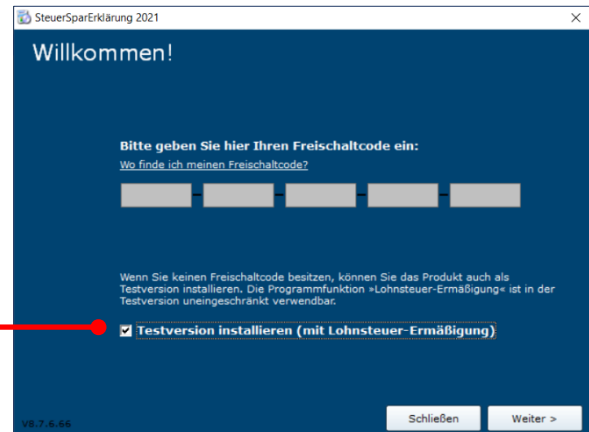 SteuerSparErklärung 2021
Willkommen!
Bitte geben Sie hier Ihren Freischaltcode ein:
Wo finde ich meinen Freischaltcode?
Wenn Sie keinen Freischaltcode besitzen, können Sie das Produkt auch als
Testversion installieren. Die Programmfunktion »Lohnsteuer-Ermäßigung« ist in der
Testversion uneingeschränkt verwendbar.
Testversion installieren (mit Lohnsteuer-Ermäßigung)
Schließen
Weiter >
V8.7.6.66